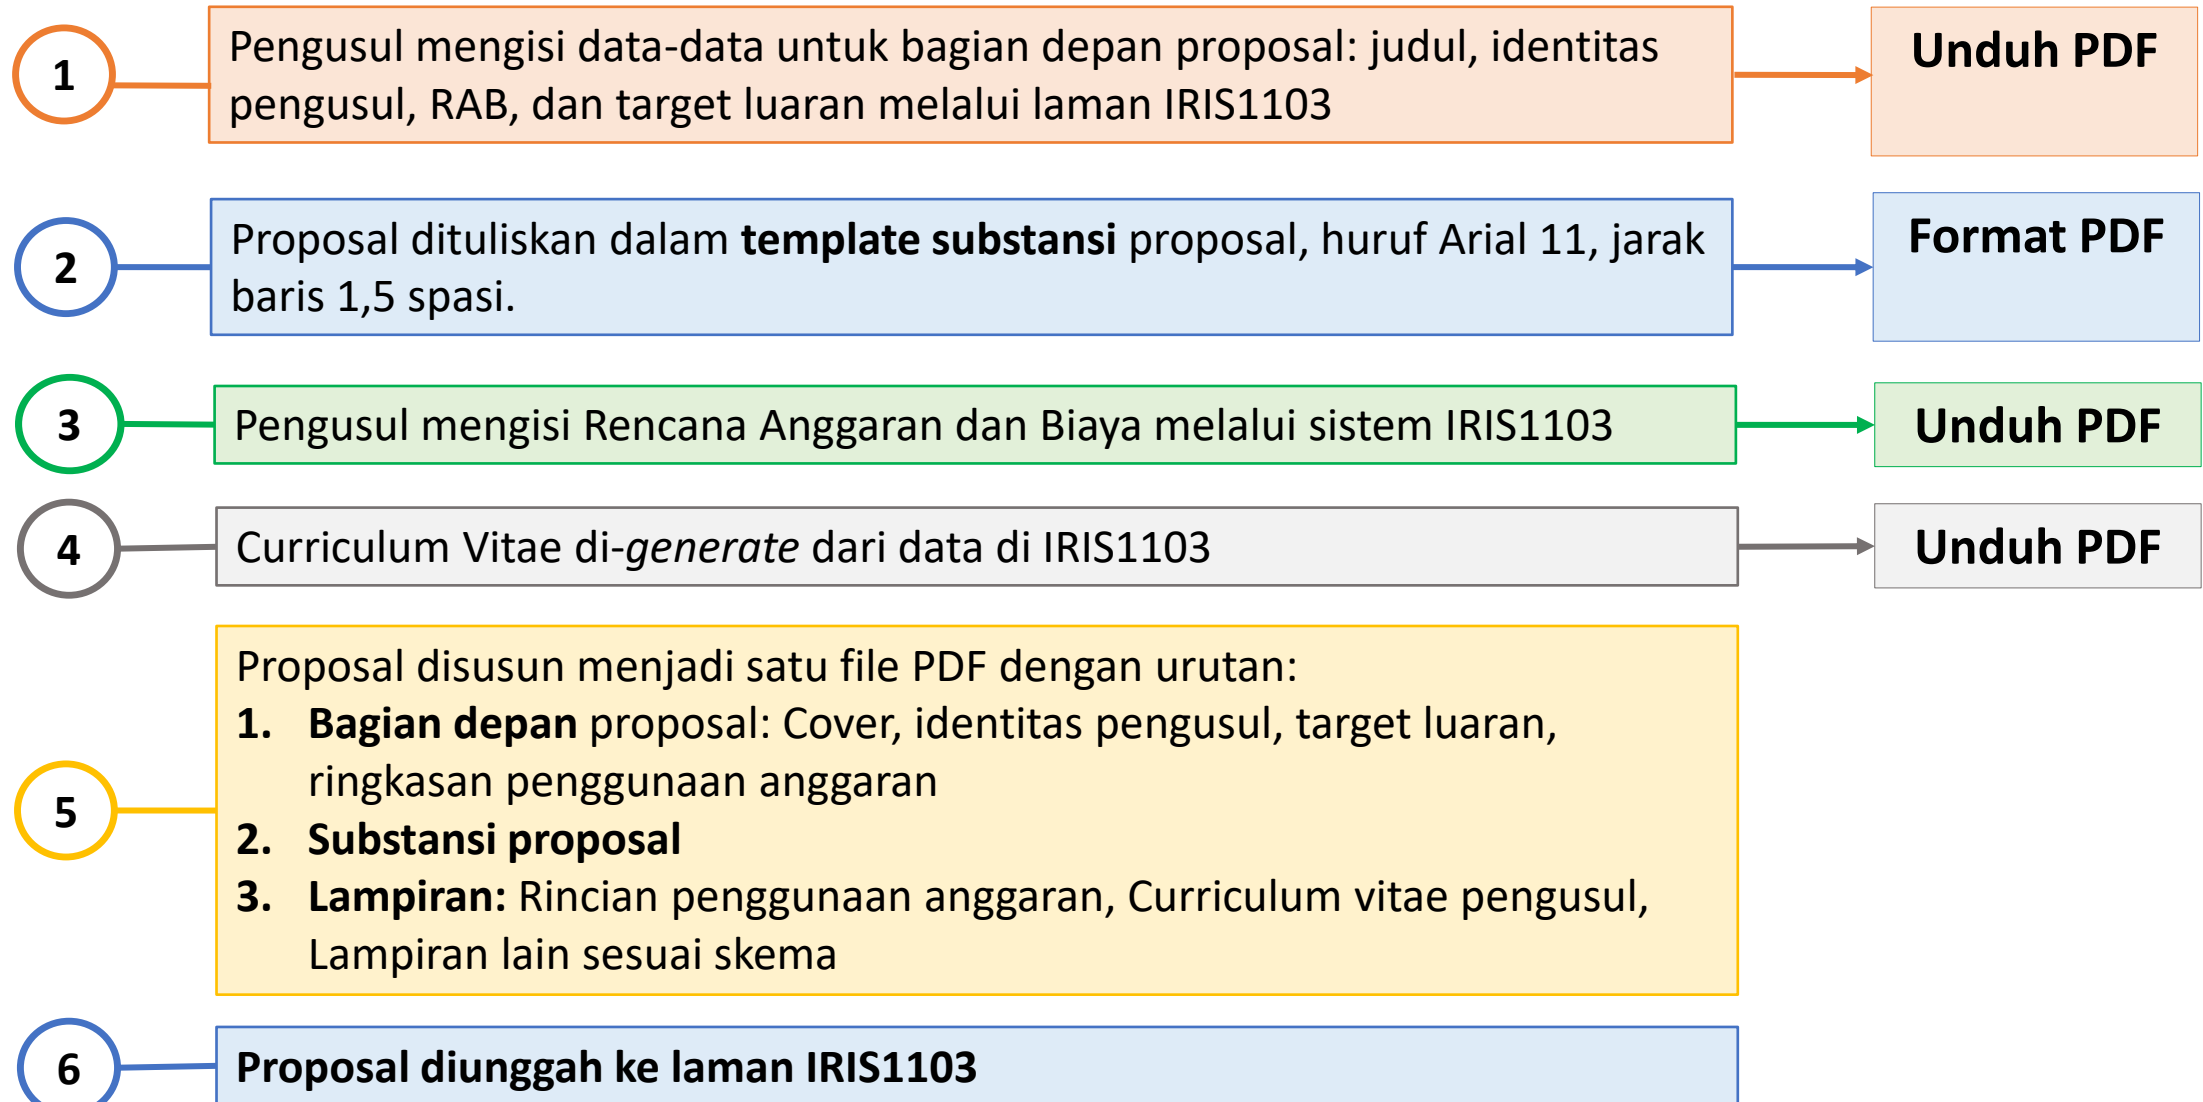 1
Pengusul mengisi data-data untuk bagian depan proposal: judul, identitas
pengusul, RAB, dan target luaran melalui laman IRIS1103
Unduh PDF
2
Proposal dituliskan dalam template substansi proposal, huruf Arial 11, jarak
baris 1,5 spasi.
Format PDF
3
Pengusul mengisi Rencana Anggaran dan Biaya melalui sistem IRIS1103
Unduh PDF
4
Curriculum Vitae di-generate dari data di IRIS1103
Unduh PDF
5
Proposal disusun menjadi satu file PDF dengan urutan:
1. Bagian depan proposal: Cover, identitas pengusul, target luaran,
ringkasan penggunaan anggaran
2. Substansi proposal
3. Lampiran: Rincian penggunaan anggaran, Curriculum vitae pengusul,
Lampiran lain sesuai skema
6
Proposal diunggah ke laman IRIS1103